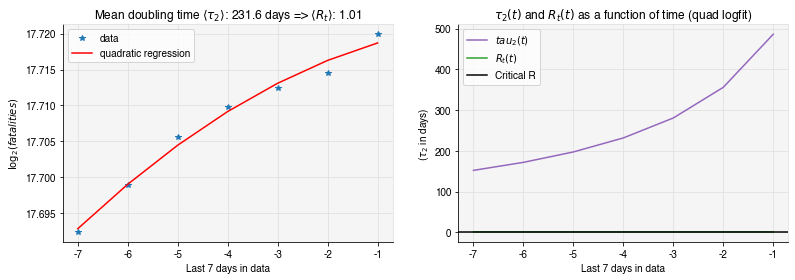 Mean doubling time ⟨τ₂⟩: 231.6 days => ⟨Rₜ⟩: 1.01
data
quadratic regression
log₂(fatalities)
17.720
17.715
17.710
17.705
17.700
17.695
-7 -6 -5 -4 -3 -2 -1
Last 7 days in data
τ₂(t) and Rₜ(t) as a function of time (quad logfit)
tau₂(t)
Rₜ(t)
Critical R
(τ₂ in days)
500
400
300
200
100
0
-7 -6 -5 -4 -3 -2 -1
Last 7 days in data